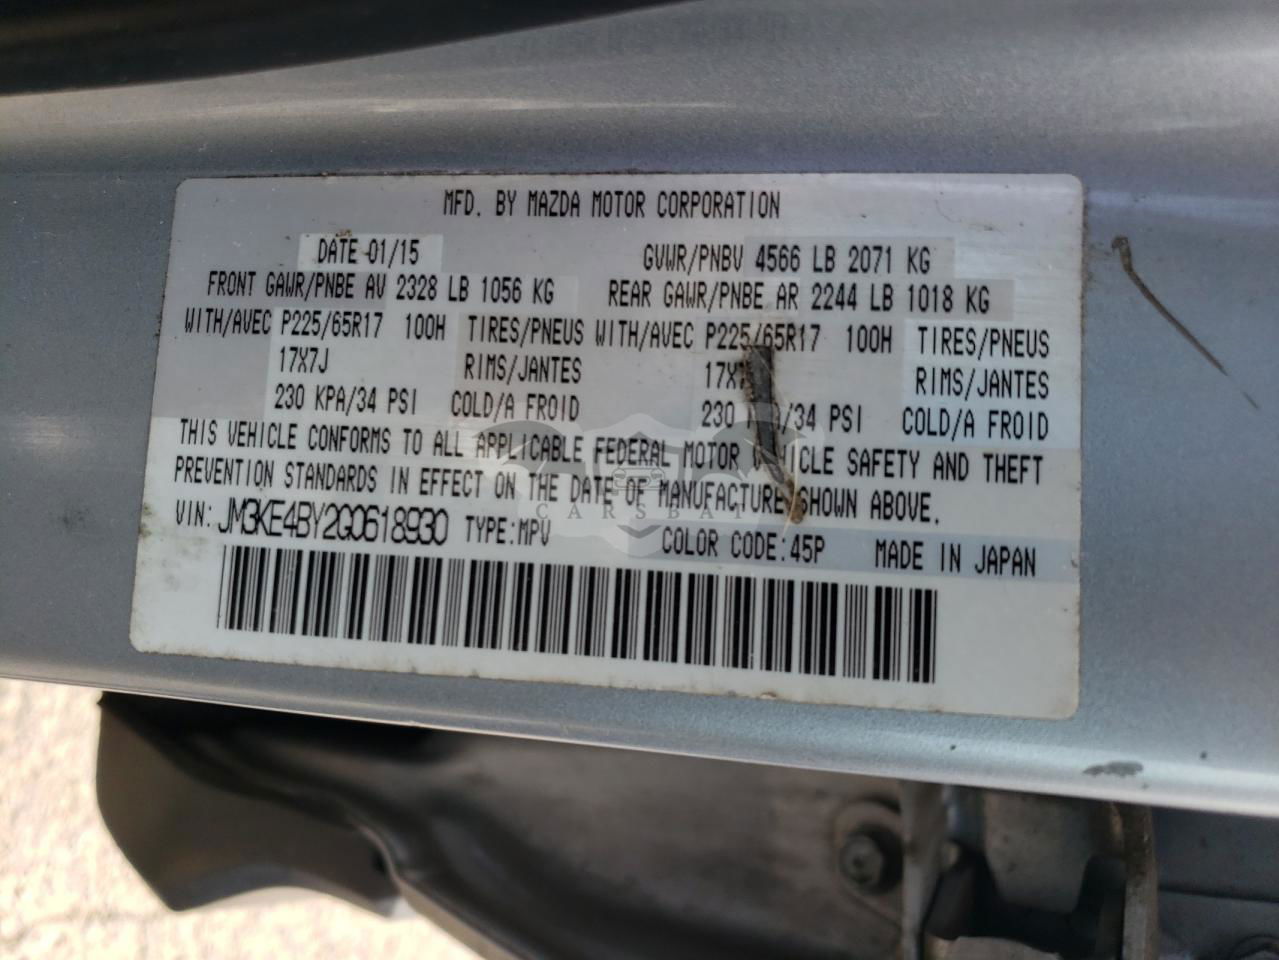 MFD. BY MAZDA MOTOR CORPORATION
DATE 01/15 GVWR/PNBV 4566 LB 2071 KG
FRONT GAWR/PNBE AV 2328 LB 1056 KG REAR GAWR/PNBE AR 2244 LB 1018 KG
WITH/AVEC P225/65R17 100H TIRES/PNEUS WITH/AVEC P225/65R17 100H TIRES/PNEUS
17X7J RIMS/JANTES RIMS/JANTES
230 KPA/34 PSI COLD/A FROID 230 /34 PSI COLD/A FROID
THIS VEHICLE CONFORMS TO ALL APPLICABLE FEDERAL MOTOR VEHICLE SAFETY AND THEFT
PREVENTION STANDARDS IN EFFECT ON THE DATE OF MANUFACTURE SHOWN ABOVE.
VIN: JM3KE4BY2G0618930 TYPE:MPV COLOR CODE:45P MADE IN JAPAN
CARSBAT